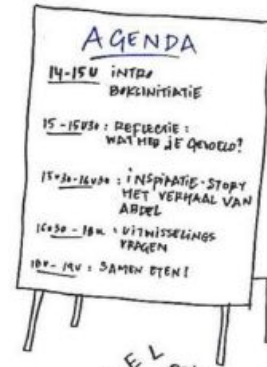 AGENDA
14-15U INTRO
BOKSINITIATIE
15-15U30: REFLECTIE:
WAT HEB JE GEVOELD?
15U30-16U30: INSPIRATIE-STORY
HET VERHAAL VAN
ABDEL
16U30-18U: UITWISSELINGS
VRAGEN
18U-19U: SAMEN ETEN!